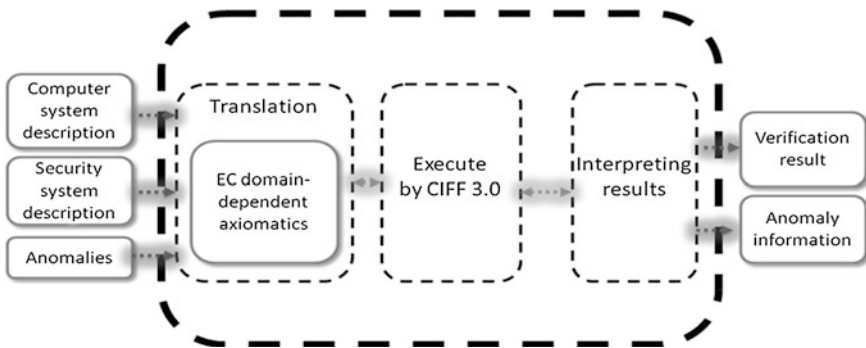 Computer
system
description
Security
system
description
Anomalies
Translation
EC domain-
dependent
axiomatics
Execute
by CIFF 3.0
Interpreting
results
Verification
result
Anomaly
information